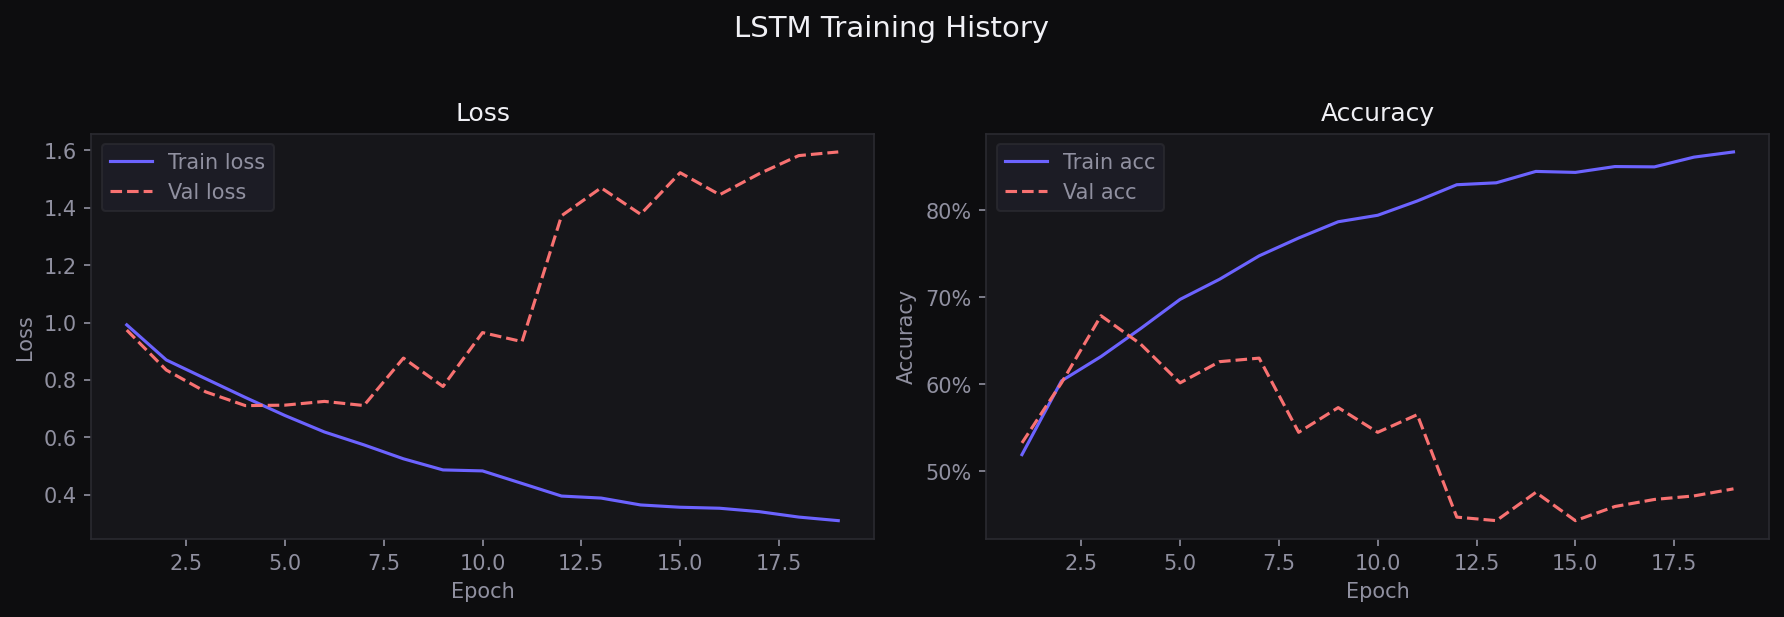 LSTM Training History
Loss
Train loss
Val loss
1.6
1.4
1.2
1.0
0.8
0.6
0.4
Loss
2.5 5.0 7.5 10.0 12.5 15.0 17.5
Epoch
Accuracy
Train acc
Val acc
80%
70%
60%
50%
Accuracy
2.5 5.0 7.5 10.0 12.5 15.0 17.5
Epoch